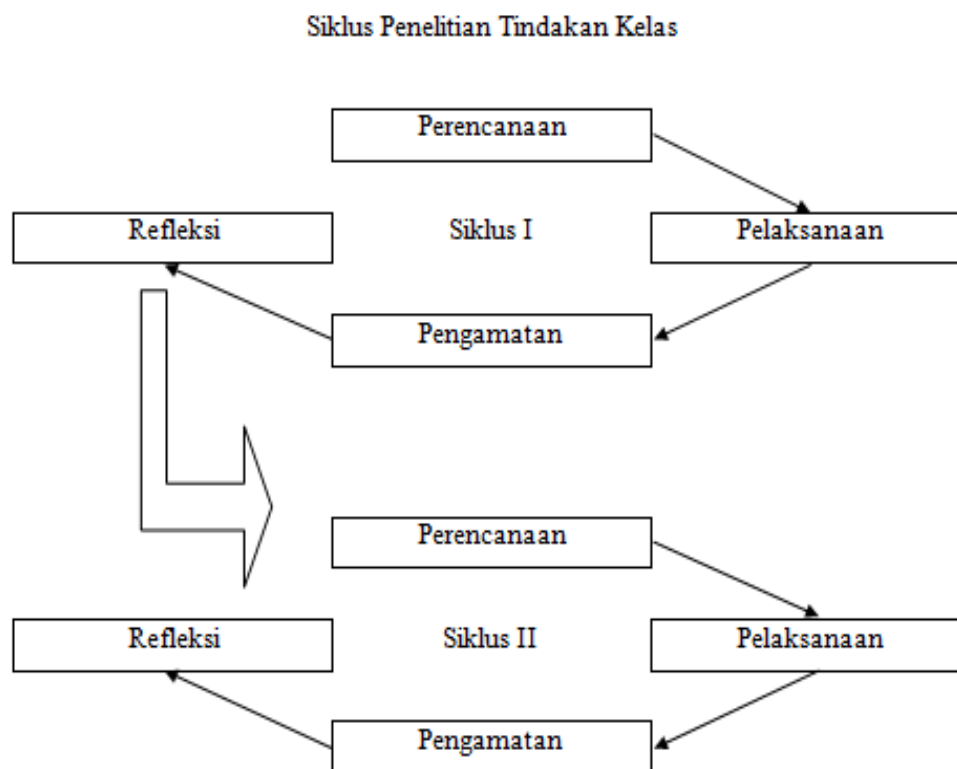 Siklus Penelitian Tindakan Kelas
Perencanaan
Refleksi
Siklus I
Pelaksanaan
Pengamatan
Perencanaan
Refleksi
Siklus II
Pelaksanaan
Pengamatan